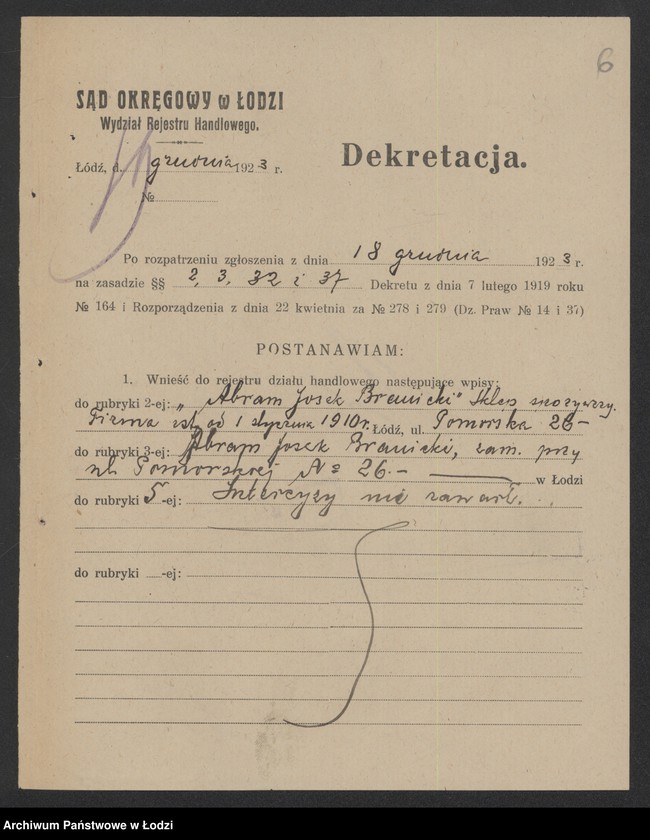 6
SĄD OKRĘGOWY w ŁODZI
Wydział Rejestru Handlowego.
Dekretacja.
Łódź, d. grudnia 1923 r.
№
Po rozpatrzeniu zgłoszenia z dnia 18 grudnia 1923 r.
na zasadzie §§ 2, 3, 32 i 37 Dekretu z dnia 7 lutego 1919 roku
№ 164 i Rozporządzenia z dnia 22 kwietnia za № 278 i 279 (Dz. Praw № 14 i 37)
POSTANAWIAM:
1. Wnieść do rejestru działu handlowego następujące wpisy:
do rubryki 2-ej: „Abram Josek Branicki" Sklep spożywczy.
Firma ist. od 1 stycznia 1910 r. Łódź, ul. Pomorska 26-
do rubryki 3-ej: Abram Josek Branicki, zam. przy
ul. Pomorskiej № 26.- w Łodzi
do rubryki 5-ej: Intercyzy nie zawarł.
do rubryki -ej:
Archiwum Państwowe w Łodzi